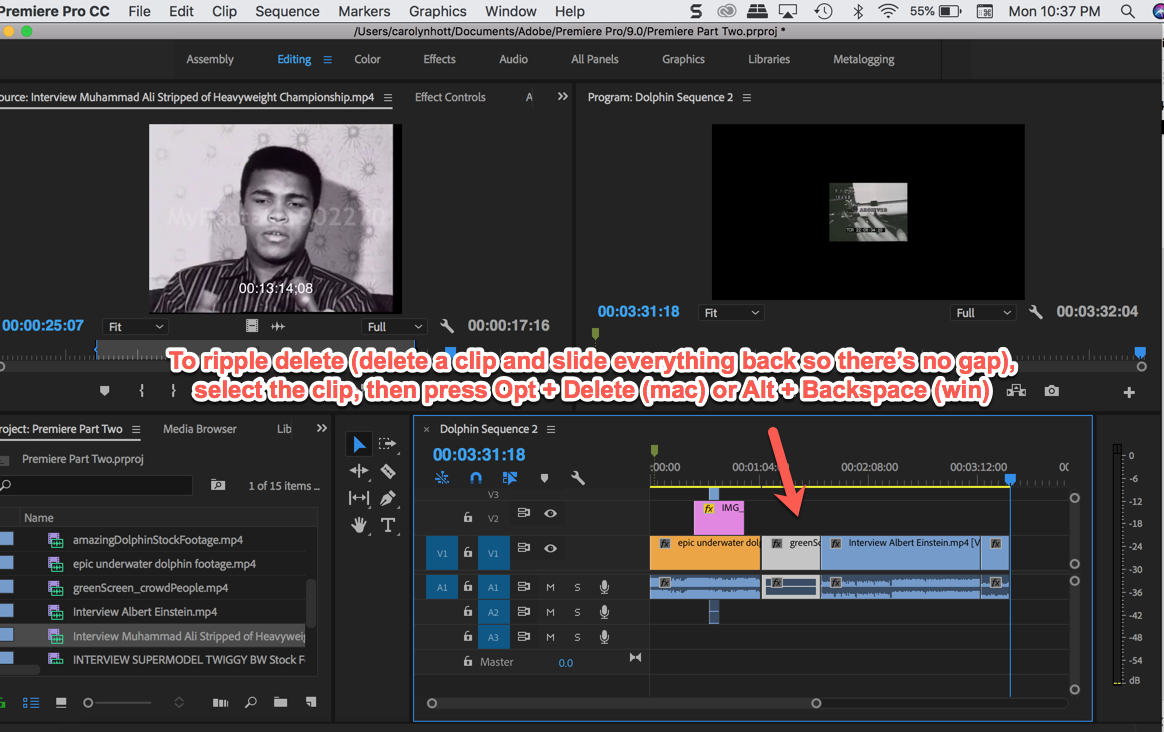 Premiere Pro CC File Edit Clip Sequence Markers Graphics Window Help 55% Mon 10:37 PM
/Users/carolynhott/Documents/Adobe/Premiere Pro/9.0/Premiere Part Two.prproj *
Assembly Editing Color Effects Audio All Panels Graphics Libraries Metalogging
ource: Interview Muhammad Ali Stripped of Heavyweight Championship.mp4 Effect Controls A Program: Dolphin Sequence 2
00:13:14:08
00:00:25:07 Fit Full 00:00:17:16
00:03:31:18 Fit Full 00:03:32:04
To ripple delete (delete a clip and slide everything back so there's no gap),
select the clip, then press Opt + Delete (mac) or Alt + Backspace (win)
roject: Premiere Part Two Media Browser Lib
Premiere Part Two.prproj
1 of 15 items ...
Name
amazingDolphinStockFootage.mp4
epic underwater dolphin footage.mp4
greenScreen_crowdPeople.mp4
Interview Albert Einstein.mp4
Interview Muhammad Ali Stripped of Heavyweig
INTERVIEW SUPERMODEL TWIGGY BW Stock F
× Dolphin Sequence 2
00:03:31:18
:00:00 00:01:04: 00:02:08:00 00:03:12:00 00
V3
V2 fx IMG_
V1 V1 fx epic underwater dol fx greenSc fx Interview Albert Einstein.mp4 [V fx
A1 A1 M S fx fx fx fx
A2 M S
A3 M S
Master 0.0
0
-6
-12
-18
-24
-30
-36
-42
-48
-54
dB